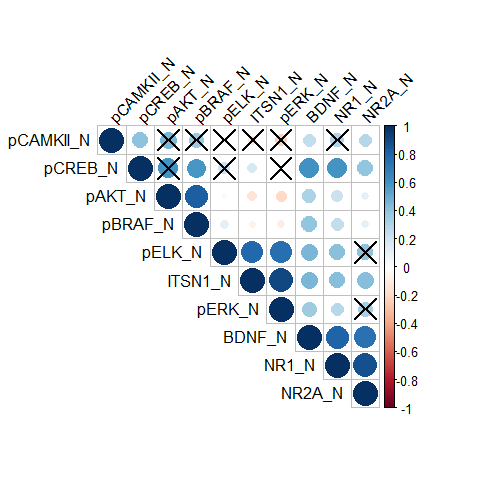 pCAMKII_N
pCREB_N
pAKT_N
pBRAF_N
pELK_N
ITSN1_N
pERK_N
BDNF_N
NR1_N
NR2A_N
pCAMKII_N
pCREB_N
pAKT_N
pBRAF_N
pELK_N
ITSN1_N
pERK_N
BDNF_N
NR1_N
NR2A_N
1
0.8
0.6
0.4
0.2
0
-0.2
-0.4
-0.6
-0.8
-1